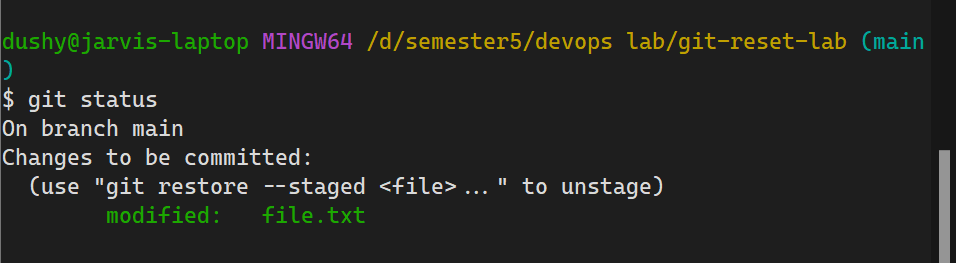 dushy@jarvis-laptop MINGW64 /d/semester5/devops lab/git-reset-lab (main
)
$ git status
On branch main
Changes to be committed:
  (use "git restore --staged <file>..." to unstage)
        modified:   file.txt